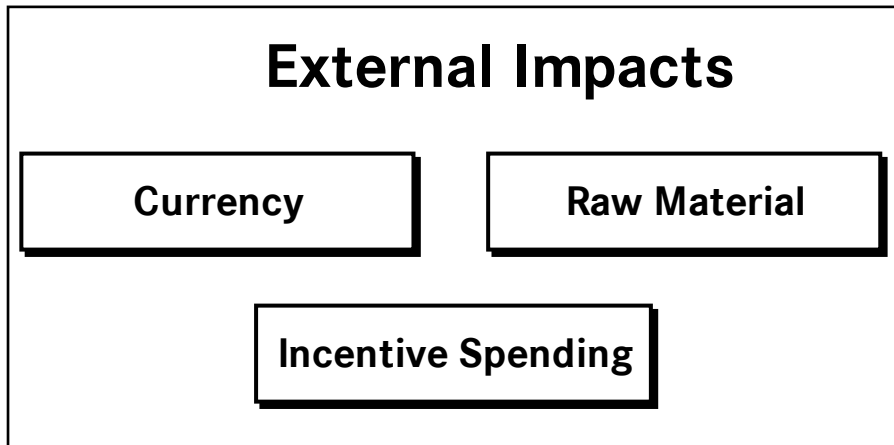 External Impacts
Currency
Raw Material
Incentive Spending